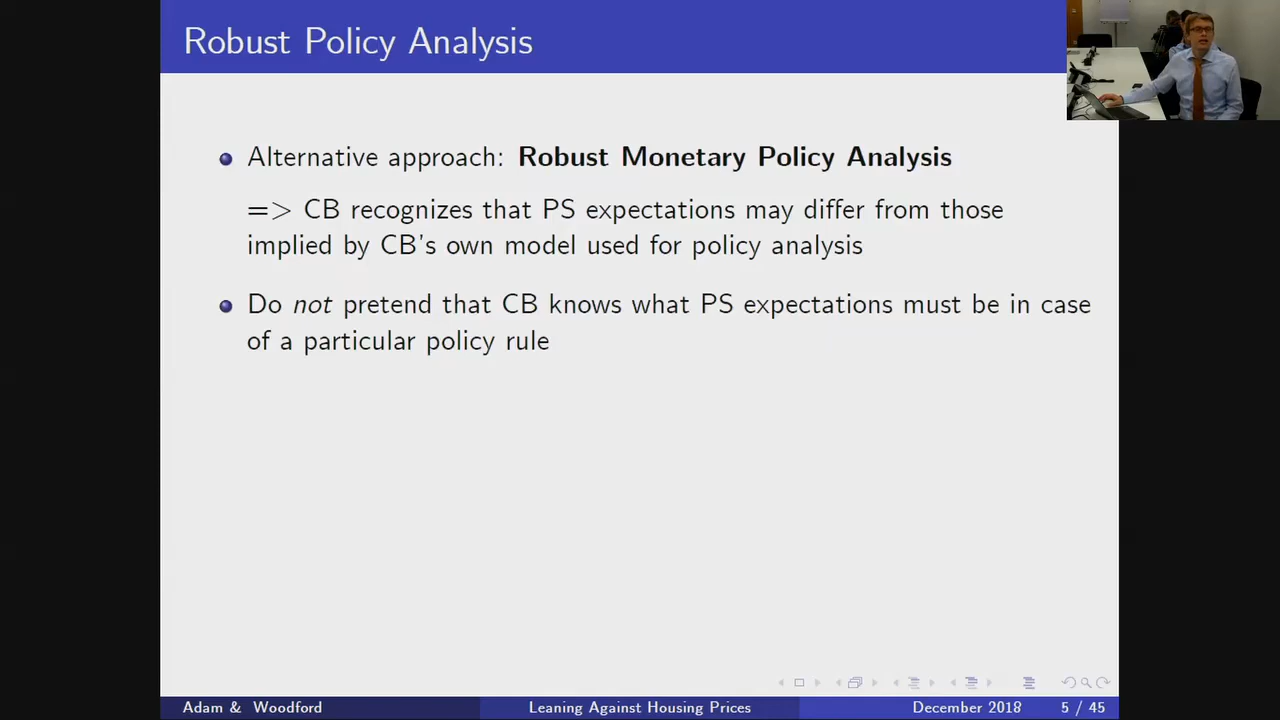 Robust Policy Analysis
Alternative approach: Robust Monetary Policy Analysis
=> CB recognizes that PS expectations may differ from those
implied by CB's own model used for policy analysis
Do not pretend that CB knows what PS expectations must be in case
of a particular policy rule
Adam & Woodford
Leaning Against Housing Prices
December 2018
5 / 45